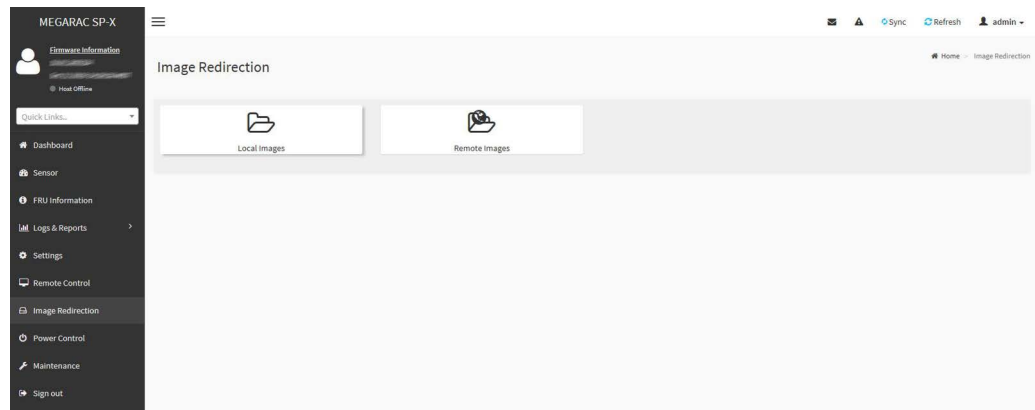 MEGARAC SP-X
Sync
Refresh
admin
Firmware Information
Host Offline
Quick Links...
Dashboard
Sensor
FRU Information
Logs & Reports
Settings
Remote Control
Image Redirection
Power Control
Maintenance
Sign out
Image Redirection
Home > Image Redirection
Local Images
Remote Images